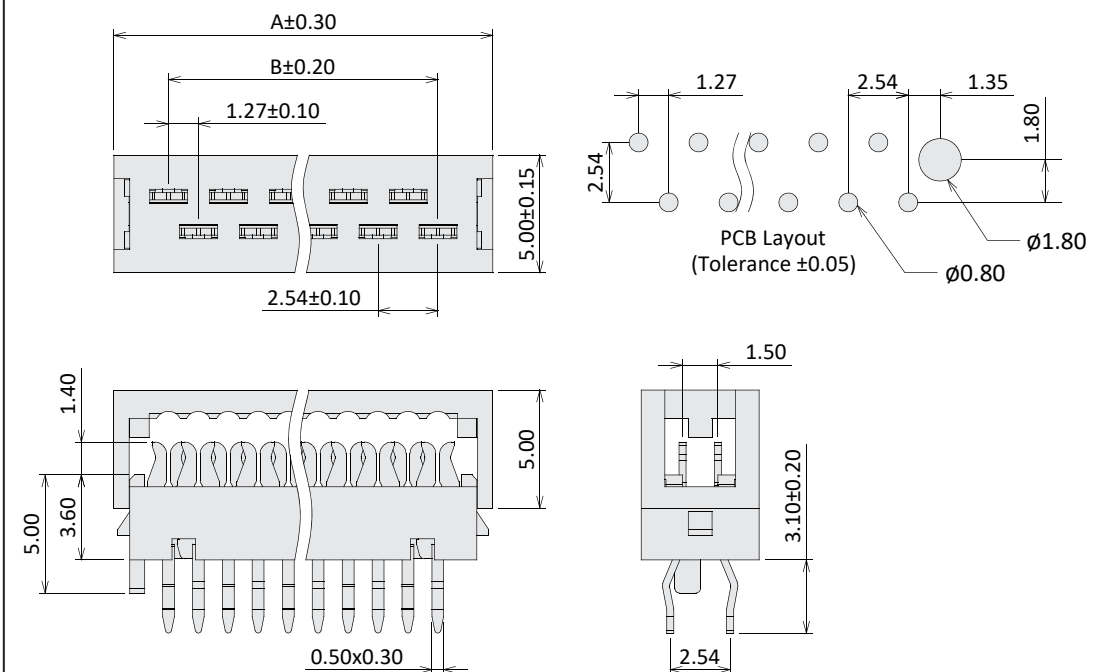 A±0.30
B±0.20
1.27±0.10
5.00±0.15
2.54±0.10
1.27
2.54
1.35
1.80
2.54
PCB Layout
(Tolerance ±0.05)
ø1.80
ø0.80
1.40
5.00
3.60
5.00
0.50x0.30
1.50
3.10±0.20
2.54